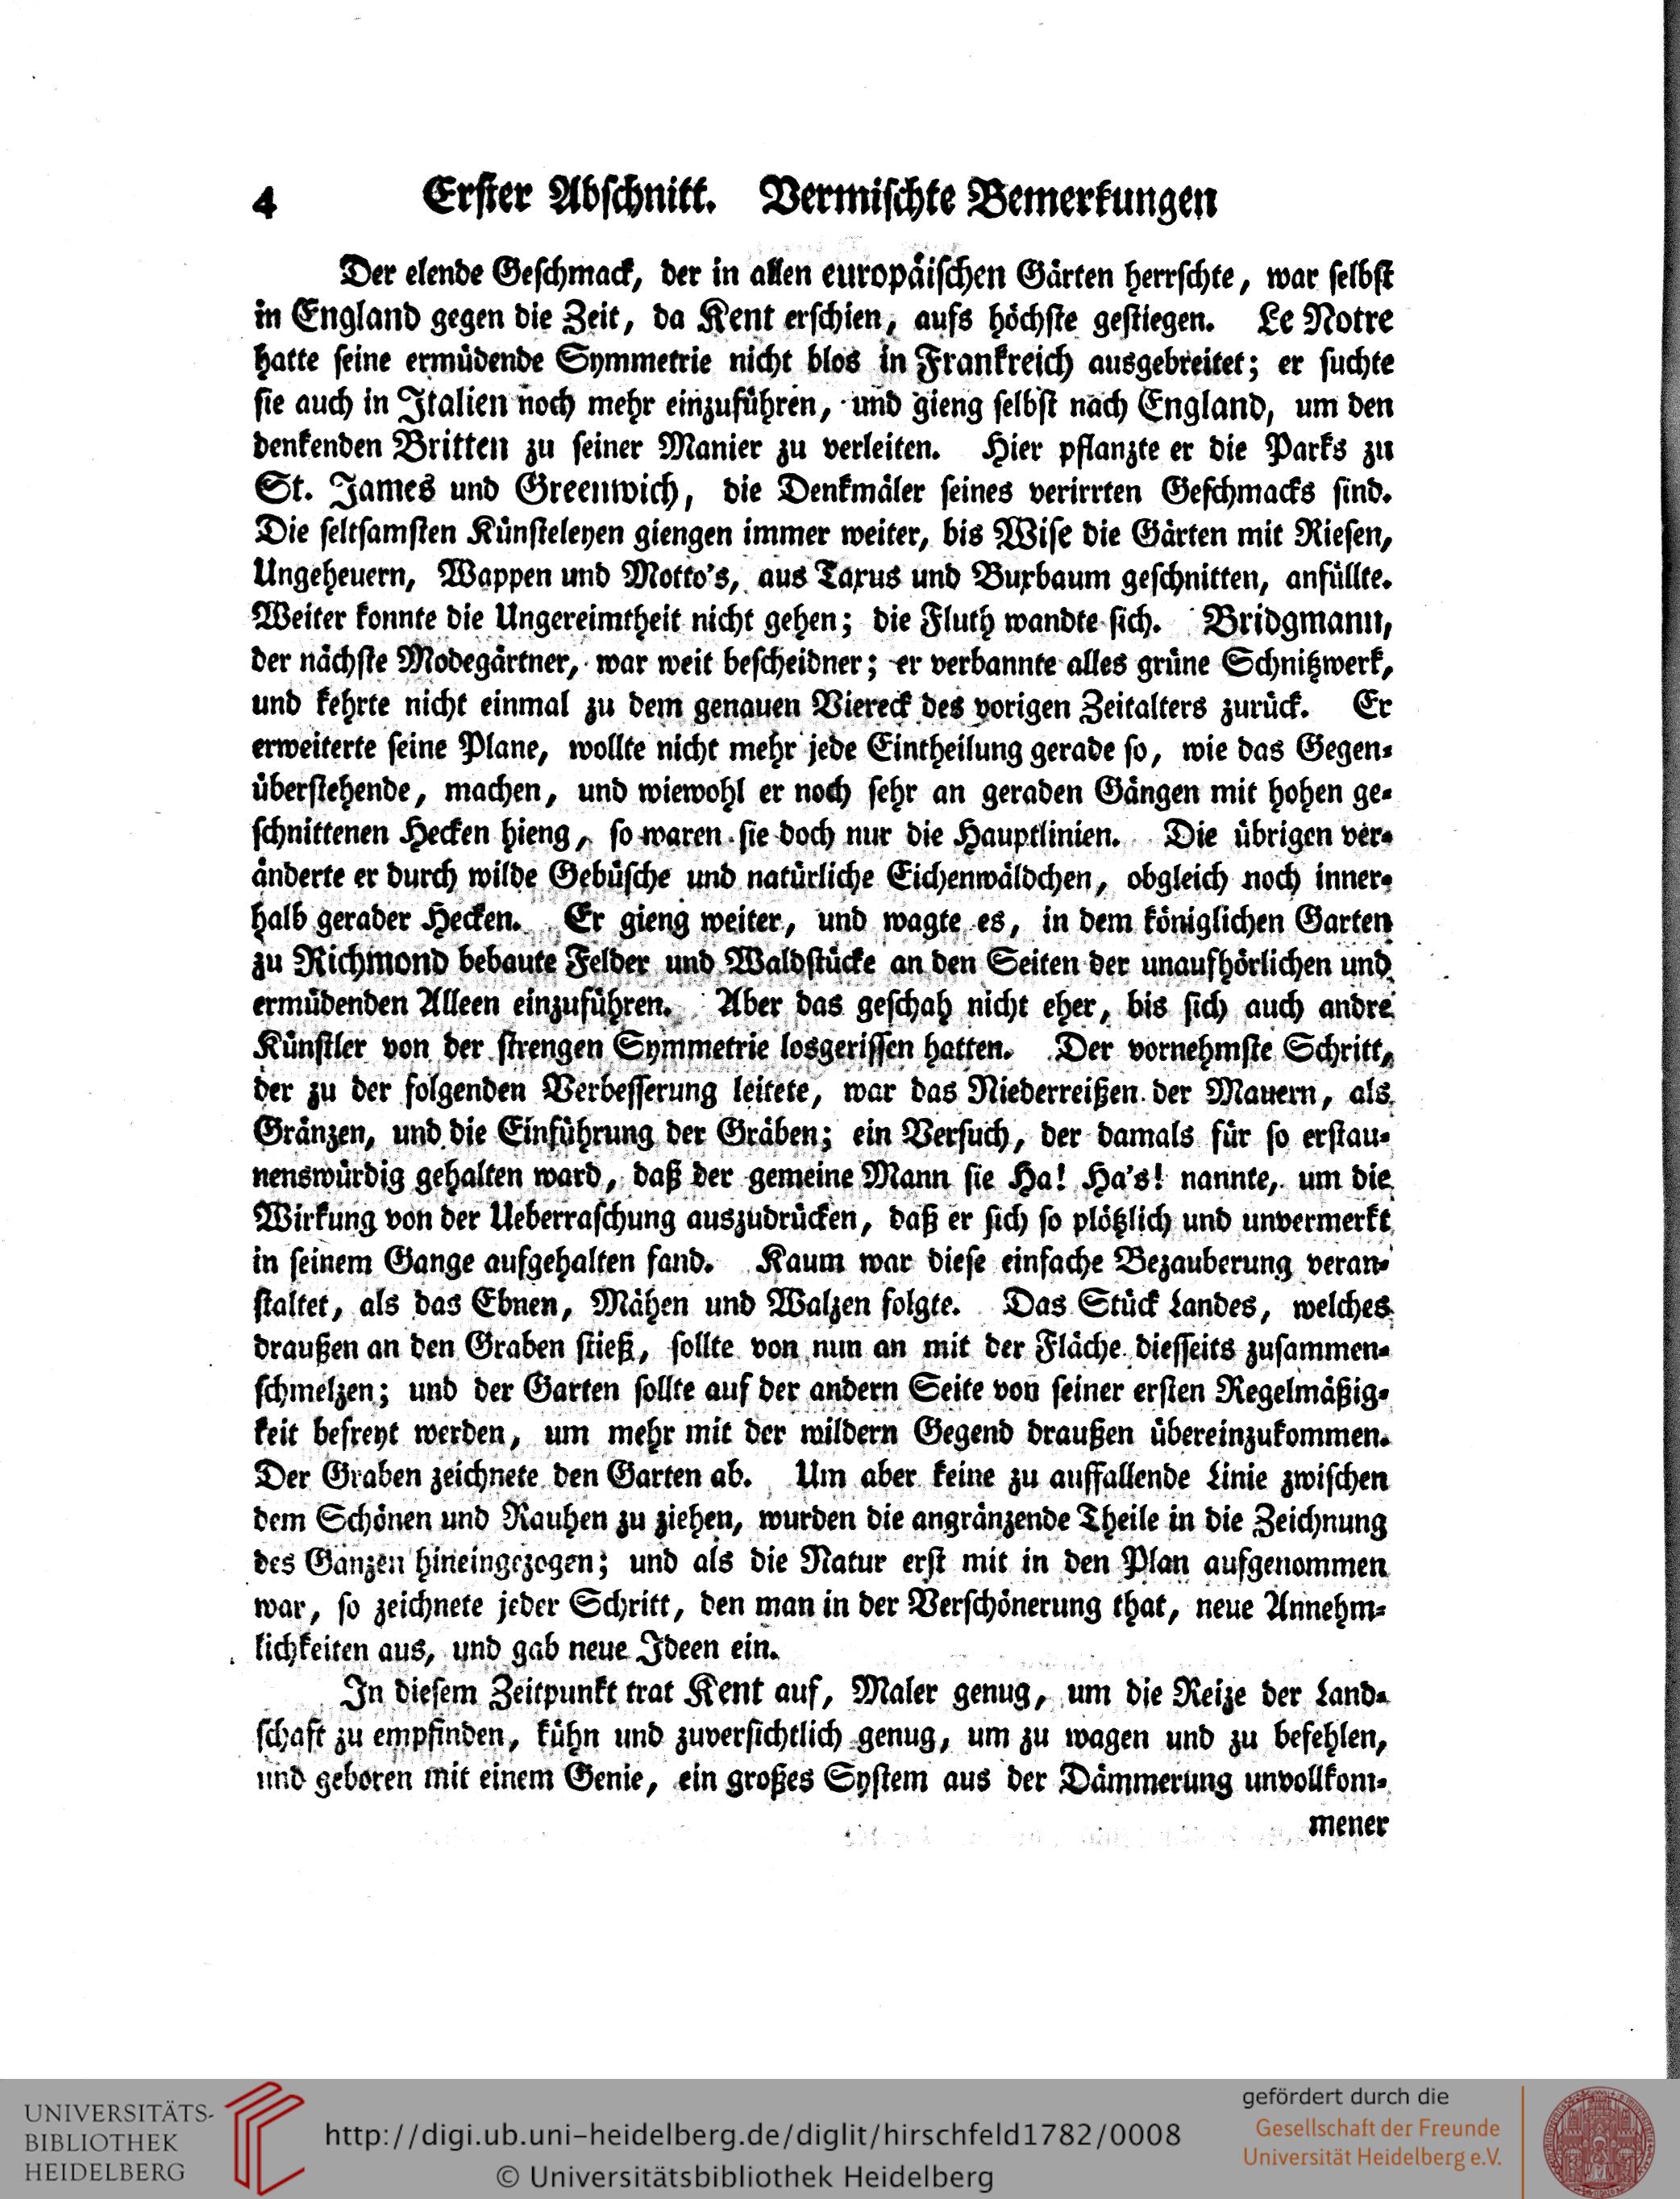 4 Erster Abschnitt. Vermischte Bemerkungen
Der elende Geschmack, der in allen europäischen Gärten herrschte, war selbst
in England gegen die Zeit, da Kent erschien, aufs höchste gestiegen. Le Notre
hatte seine ermüdende Symmetrie nicht blos in Frankreich ausgebreitet; er suchte
sie auch in Italien noch mehr einzuführen, und gieng selbst nach England, um den
denkenden Britten zu seiner Manier zu verleiten. Hier pflanzte er die Parks zu
St. James und Greenwich, die Denkmäler seines verirrten Geschmacks sind.
Die seltsamsten Künsteleyen giengen immer weiter, bis Wise die Gärten mit Riesen,
Ungeheuern, Wappen und Motto's, aus Taxus und Buxbaum geschnitten, anfüllte.
Weiter konnte die Ungereimtheit nicht gehen; die Fluth wandte sich. Bridgmann,
der nächste Modegärtner, war weit bescheidner; er verbannte alles grüne Schnitzwerk,
und kehrte nicht einmal zu dem genauen Viereck des vorigen Zeitalters zurück. Er
erweiterte seine Plane, wollte nicht mehr jede Eintheilung gerade so, wie das Gegen-
überstehende, machen, und wiewohl er noch sehr an geraden Gängen mit hohen ge-
schnittenen Hecken hieng, so waren sie doch nur die Hauptlinien. Die übrigen ver-
änderte er durch wilde Gebüsche und natürliche Eichenwäldchen, obgleich noch inner-
halb gerader Hecken. Er gieng weiter, und wagte es, in dem königlichen Garten
zu Richmond bebaute Felder und Waldstücke an den Seiten der unaufhörlichen und
ermüdenden Alleen einzuführen. Aber das geschah nicht eher, bis sich auch andre
Künstler von der strengen Symmetrie losgerissen hatten. Der vornehmste Schritt,
der zu der folgenden Verbesserung leitete, war das Niederreißen der Mauern, als
Gränzen, und die Einführung der Gräben; ein Versuch, der damals für so erstau-
nenswürdig gehalten ward, daß der gemeine Mann sie Ha! Ha's! nannte, um die
Wirkung von der Ueberraschung auszudrücken, daß er sich so plötzlich und unvermerkt
in seinem Gange aufgehalten fand. Kaum war diese einfache Bezauberung veran-
staltet, als das Ebnen, Mähen und Walzen folgte. Das Stück Landes, welches
draußen an den Graben stieß, sollte von nun an mit der Fläche diesseits zusammen-
schmelzen; und der Garten sollte auf der andern Seite von seiner ersten Regelmäßig-
keit befreyt werden, um mehr mit der wildern Gegend draußen übereinzukommen.
Der Graben zeichnete den Garten ab. Um aber keine zu auffallende Linie zwischen
dem Schönen und Rauhen zu ziehen, wurden die angränzende Theile in die Zeichnung
des Ganzen hineingezogen; und als die Natur erst mit in den Plan aufgenommen
war, so zeichnete jeder Schritt, den man in der Verschönerung that, neue Annehm-
lichkeiten aus, und gab neue Ideen ein.
In diesem Zeitpunkt trat Kent auf, Maler genug, um die Reize der Land-
schaft zu empfinden, kühn und zuversichtlich genug, um zu wagen und zu befehlen,
und geboren mit einem Genie, ein großes System aus der Dämmerung unvollkom-
mener
UNIVERSITÄTS-
BIBLIOTHEK
HEIDELBERG
http://digi.ub.uni-heidelberg.de/diglit/hirschfeld1782/0008
© Universitätsbibliothek Heidelberg
gefördert durch die
Gesellschaft der Freunde
Universität Heidelberg e.V.